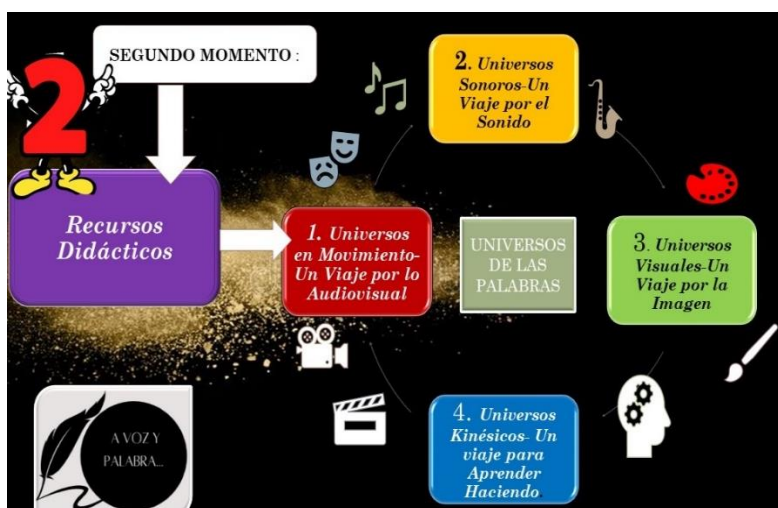 SEGUNDO MOMENTO :
2
Recursos
Didácticos
1. Universos
en Movimiento-
Un Viaje por lo
Audiovisual
2. Universos
Sonoros-Un
Viaje por el
Sonido
UNIVERSOS
DE LAS
PALABRAS
3. Universos
Visuales-Un
Viaje por la
Imagen
4. Universos
Kinésicos- Un
viaje para
Aprender
Haciendo.
A VOZ Y
PALABRA...